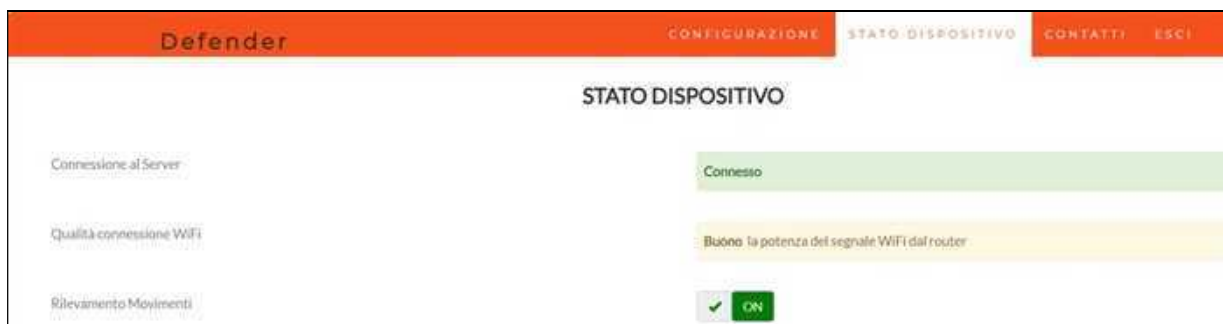 Defender
CONFIGURAZIONE STATO DISPOSITIVO CONTATTI ESCI
STATO DISPOSITIVO
Connessione al Server
Connesso
Qualità connessione WiFi
Buono la potenza del segnale WiFi dal router
Rilevamento Movimenti
ON